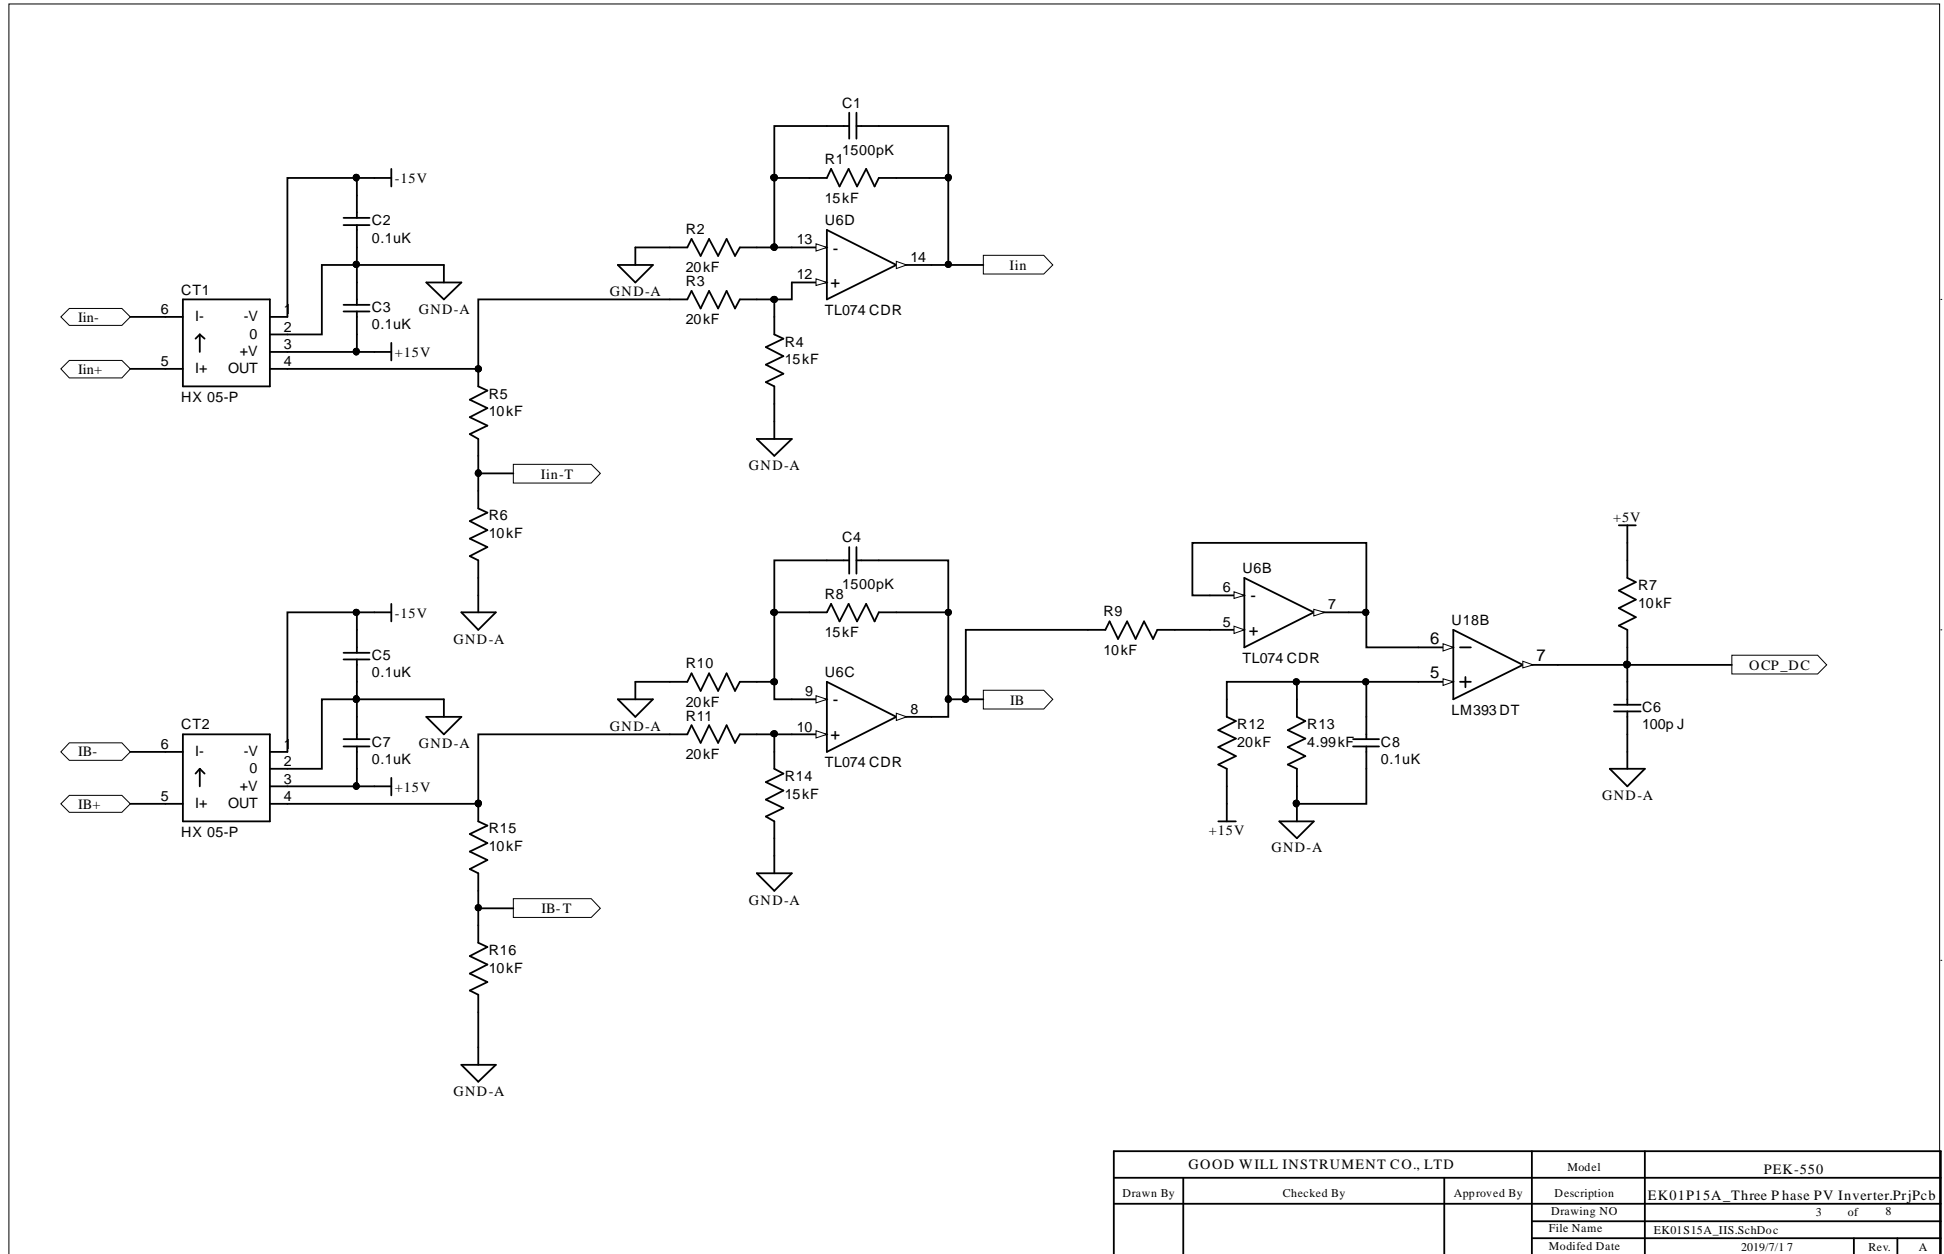 C1
1500pK
R1
15kF
-15V
C2
0.1uK
U6D
R2
13
-
14
Iin
20kF
GND-A
R3
12
+
20kF
TL074 CDR
CT1
GND-A
C3
0.1uK
Iin-
6
I-
-V
1
0
2
+V
3
+15V
R4
15kF
Iin+
5
I+
OUT
4
HX 05-P
R5
10kF
GND-A
Iin-T
R6
10kF
GND-A
C4
1500pK
R8
15kF
-15V
C5
0.1uK
R10
U6C
9
-
8
IB
20kF
GND-A
R11
10
+
20kF
TL074 CDR
R9
10kF
U6B
6
-
7
5
+
TL074 CDR
U18B
6
-
7
5
+
LM393 DT
+5V
R7
10kF
OCP_DC
C6
100p J
GND-A
R12
20kF
+15V
R13
4.99kF
C8
0.1uK
GND-A
CT2
GND-A
C7
0.1uK
IB-
6
I-
-V
1
0
2
+V
3
+15V
R14
15kF
IB+
5
I+
OUT
4
HX 05-P
R15
10kF
GND-A
IB-T
R16
10kF
GND-A
GOOD WILL INSTRUMENT CO., LTD
Model
PEK-550
Drawn By
Checked By
Approved By
Description
EK01P15A_Three Phase PV Inverter.PrjPcb
Drawing NO
3 of 8
File Name
EK01S15A_IIS.SchDoc
Modifed Date
2019/7/17
Rev.
A